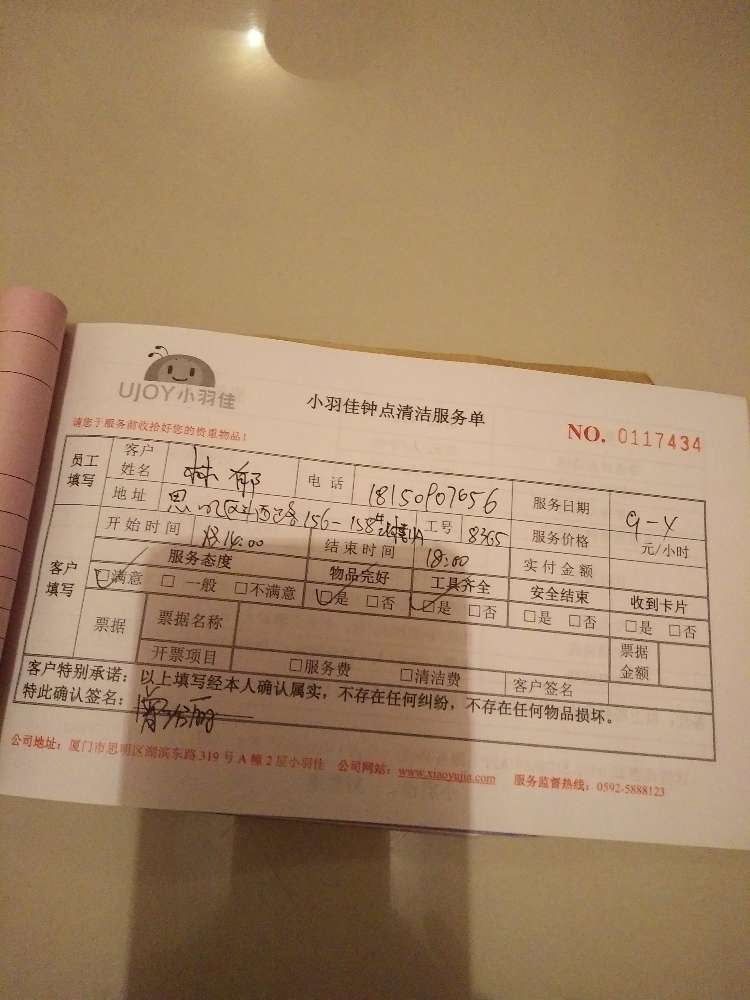 UJOY小羽佳
小羽佳钟点清洁服务单
请您于服务前收拾好您的贵重物品！
NO. 0117434
员工填写 客户姓名 林郁 电话 18150907656 服务日期 9-4
地址 思明区 156-158# 工号 8365 服务价格 元/小时
客户填写 开始时间 14:00 结束时间 18:00 实付金额
服务态度 物品完好 工具齐全 安全结束 收到卡片
□满意 □一般 □不满意 □是 □否 □是 □否 □是 □否 □是 □否
票据 票据名称 票据金额
开票项目 □服务费 □清洁费 客户签名
客户特别承诺：以上填写经本人确认属实，不存在任何纠纷，不存在任何物品损坏。
特此确认签名：
公司地址：厦门市思明区湖滨东路319号A幢2层小羽佳 公司网站：www.xiaoyujia.com 服务监督热线：0592-5888123